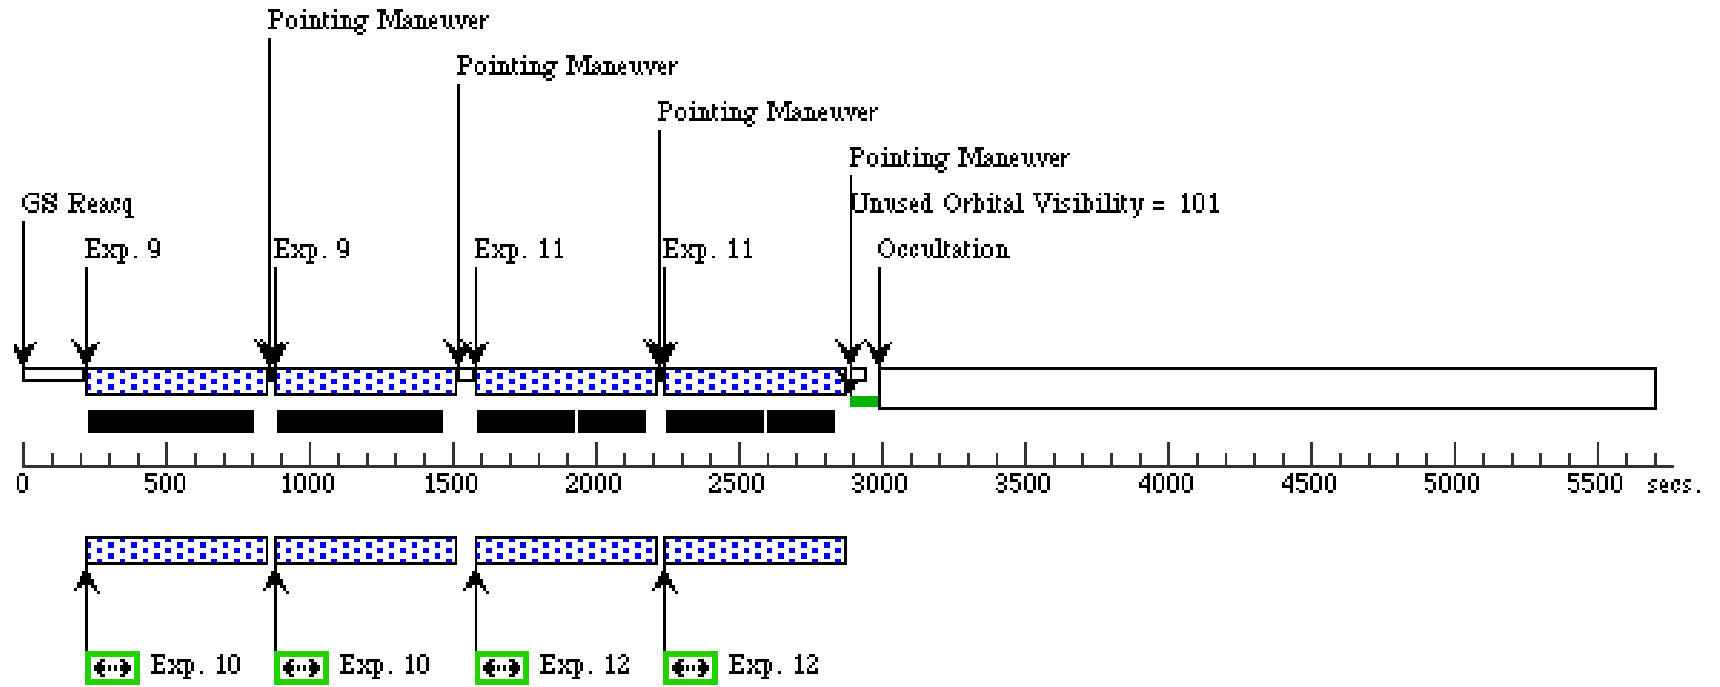 Pointing Maneuver
Pointing Maneuver
Pointing Maneuver
Pointing Maneuver
GS Reacq
Unused Orbital Visibility = 101
Exp. 9
Exp. 9
Exp. 11
Exp. 11
Occultation
0 500 1000 1500 2000 2500 3000 3500 4000 4500 5000 5500 secs.
Exp. 10
Exp. 10
Exp. 12
Exp. 12